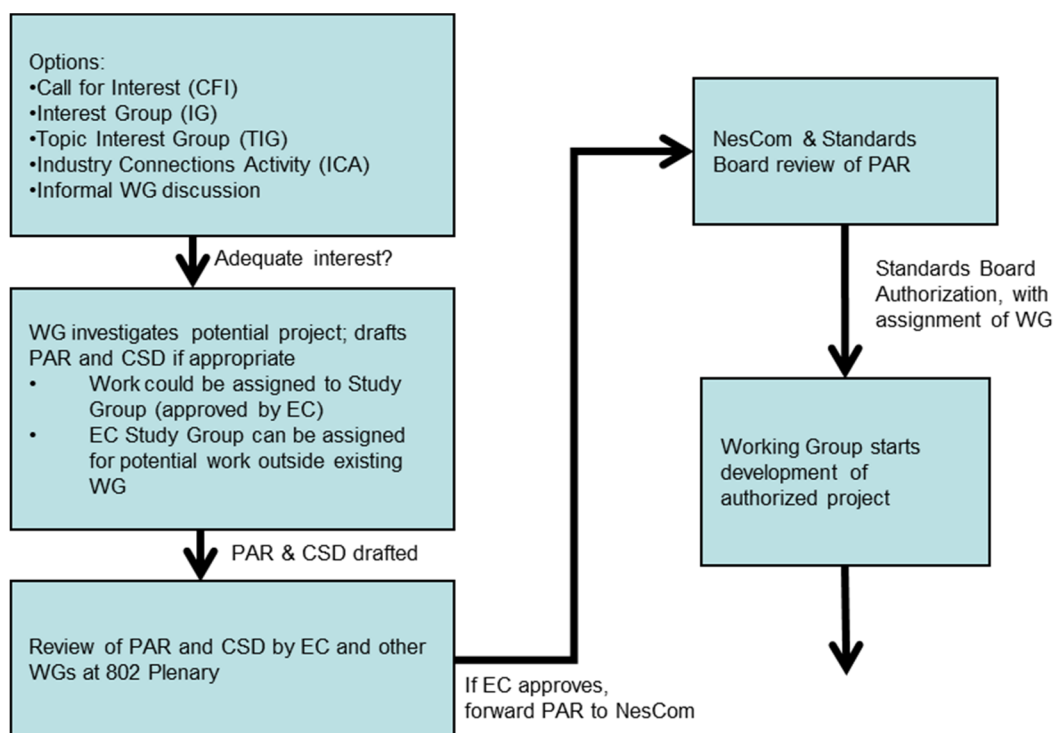 Options:
•Call for Interest (CFI)
•Interest Group (IG)
•Topic Interest Group (TIG)
•Industry Connections Activity (ICA)
•Informal WG discussion
Adequate interest?
WG investigates potential project; drafts
PAR and CSD if appropriate
• Work could be assigned to Study
Group (approved by EC)
• EC Study Group can be assigned
for potential work outside existing
WG
PAR & CSD drafted
Review of PAR and CSD by EC and other
WGs at 802 Plenary
If EC approves,
forward PAR to NesCom
NesCom & Standards
Board review of PAR
Standards Board
Authorization, with
assignment of WG
Working Group starts
development of
authorized project